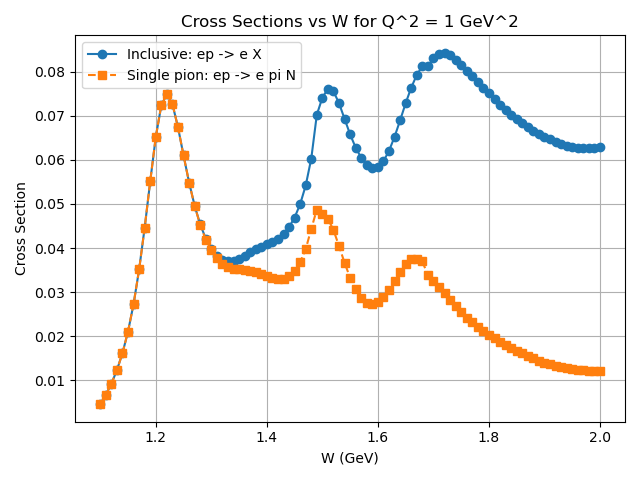 Cross Sections vs W for Q^2 = 1 GeV^2
Inclusive: ep -> e X
Single pion: ep -> e pi N
Cross Section
0.08
0.07
0.06
0.05
0.04
0.03
0.02
0.01
1.2 1.4 1.6 1.8 2.0
W (GeV)